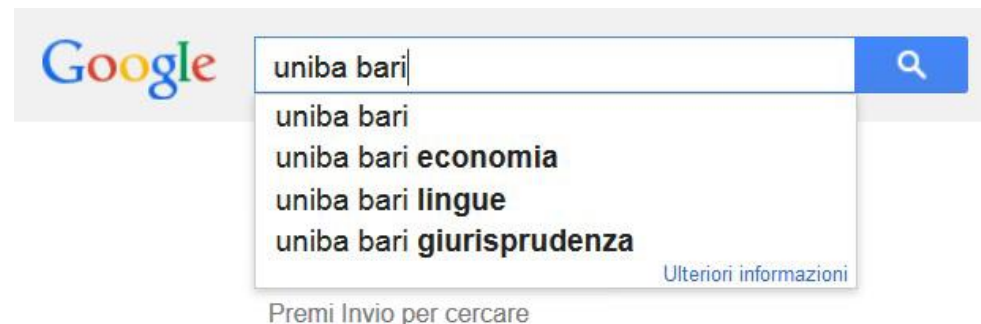 Google
uniba bari
uniba bari
uniba bari economia
uniba bari lingue
uniba bari giurisprudenza
Ulteriori informazioni
Premi Invio per cercare